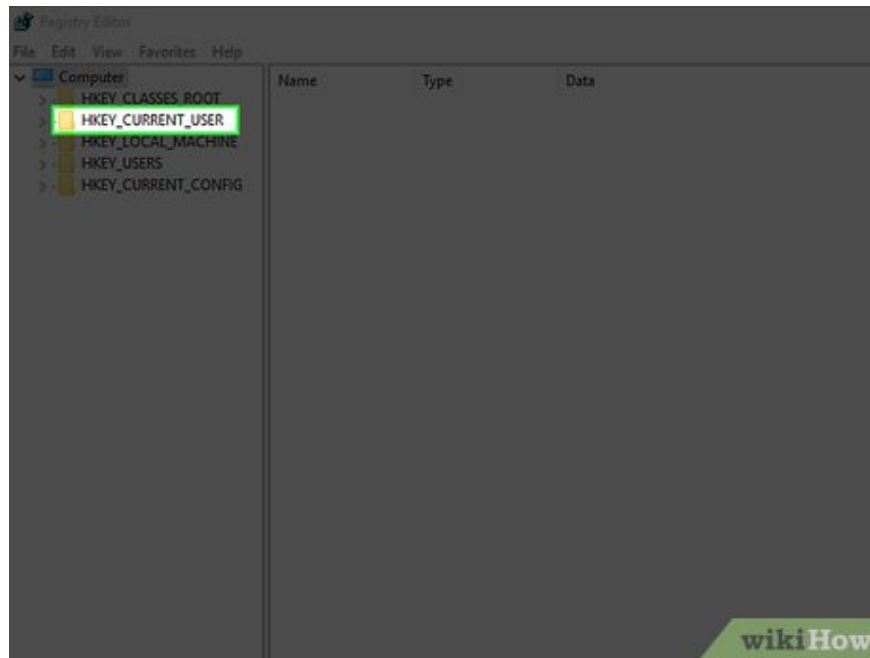 Registry Editor
File Edit View Favorites Help
Computer
Name Type Data
HKEY_CLASSES_ROOT
HKEY_CURRENT_USER
HKEY_LOCAL_MACHINE
HKEY_USERS
HKEY_CURRENT_CONFIG
wikiHow